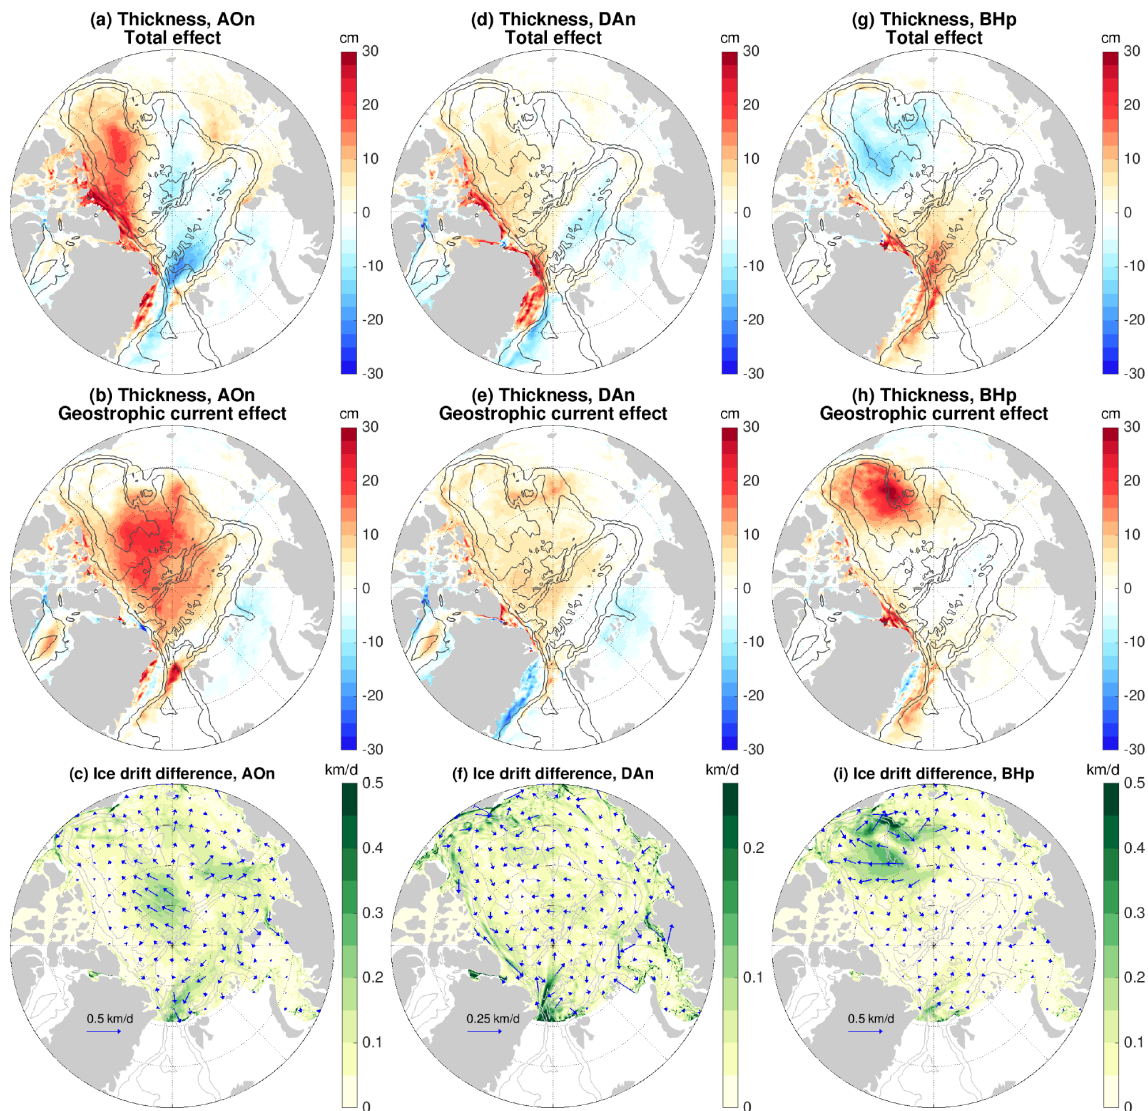 (a) Thickness, AOn
Total effect
cm
30
20
10
0
-10
-20
-30
(d) Thickness, DAn
Total effect
cm
30
20
10
0
-10
-20
-30
(g) Thickness, BHp
Total effect
cm
30
20
10
0
-10
-20
-30
(b) Thickness, AOn
Geostrophic current effect
cm
30
20
10
0
-10
-20
-30
(e) Thickness, DAn
Geostrophic current effect
cm
30
20
10
0
-10
-20
-30
(h) Thickness, BHp
Geostrophic current effect
cm
30
20
10
0
-10
-20
-30
(c) Ice drift difference, AOn
km/d
0.5
0.4
0.3
0.2
0.1
0
0.5 km/d
(f) Ice drift difference, DAn
km/d
0.2
0.1
0
0.25 km/d
(i) Ice drift difference, BHp
km/d
0.5
0.4
0.3
0.2
0.1
0
0.5 km/d